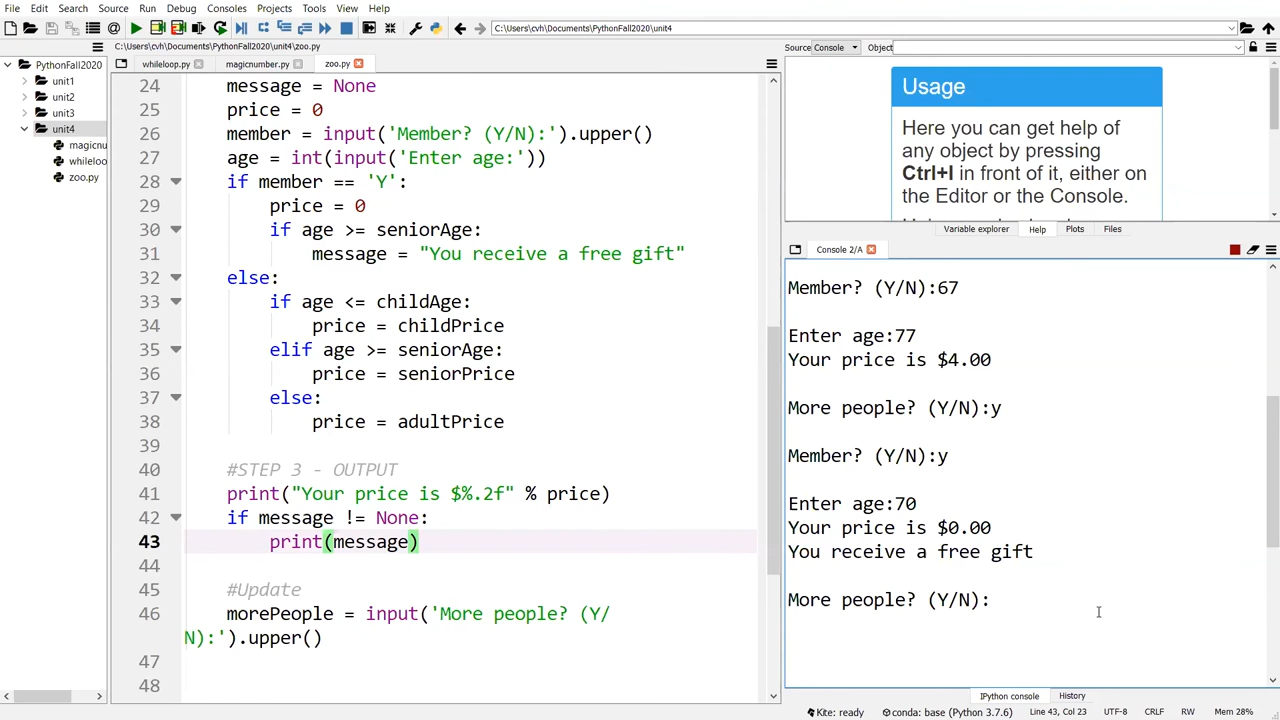 File Edit Search Source Run Debug Consoles Projects Tools View Help
C:\Users\cvh\Documents\PythonFall2020\unit4
C:\Users\cvh\Documents\PythonFall2020\unit4\zoo.py
PythonFall2020
unit1
unit2
unit3
unit4
magicnu
whileloo
zoo.py
whileloop.py magicnumber.py zoo.py
24 message = None
25 price = 0
26 member = input('Member? (Y/N):').upper()
27 age = int(input('Enter age:'))
28 if member == 'Y':
29 price = 0
30 if age >= seniorAge:
31 message = "You receive a free gift"
32 else:
33 if age <= childAge:
34 price = childPrice
35 elif age >= seniorAge:
36 price = seniorPrice
37 else:
38 price = adultPrice
39
40 #STEP 3 - OUTPUT
41 print("Your price is $%.2f" % price)
42 if message != None:
43 print(message)
44
45 #Update
46 morePeople = input('More people? (Y/
N):').upper()
47
48
Source Console Object
Usage
Here you can get help of
any object by pressing
Ctrl+I in front of it, either on
the Editor or the Console.
Variable explorer Help Plots Files
Console 2/A
Member? (Y/N):67
Enter age:77
Your price is $4.00
More people? (Y/N):y
Member? (Y/N):y
Enter age:70
Your price is $0.00
You receive a free gift
More people? (Y/N):
IPython console History
Kite: ready conda: base (Python 3.7.6) Line 43, Col 23 UTF-8 CRLF RW Mem 28%